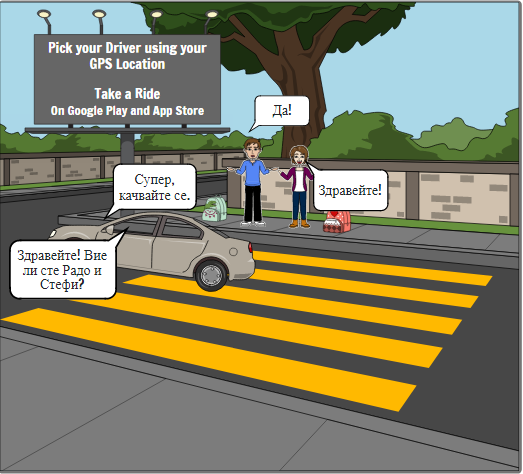 Pick your Driver using your
GPS Location
Take a Ride
On Google Play and App Store
Да!
Супер,
качвайте се.
Здравейте!
Здравейте! Вие
ли сте Радо и
Стефи?